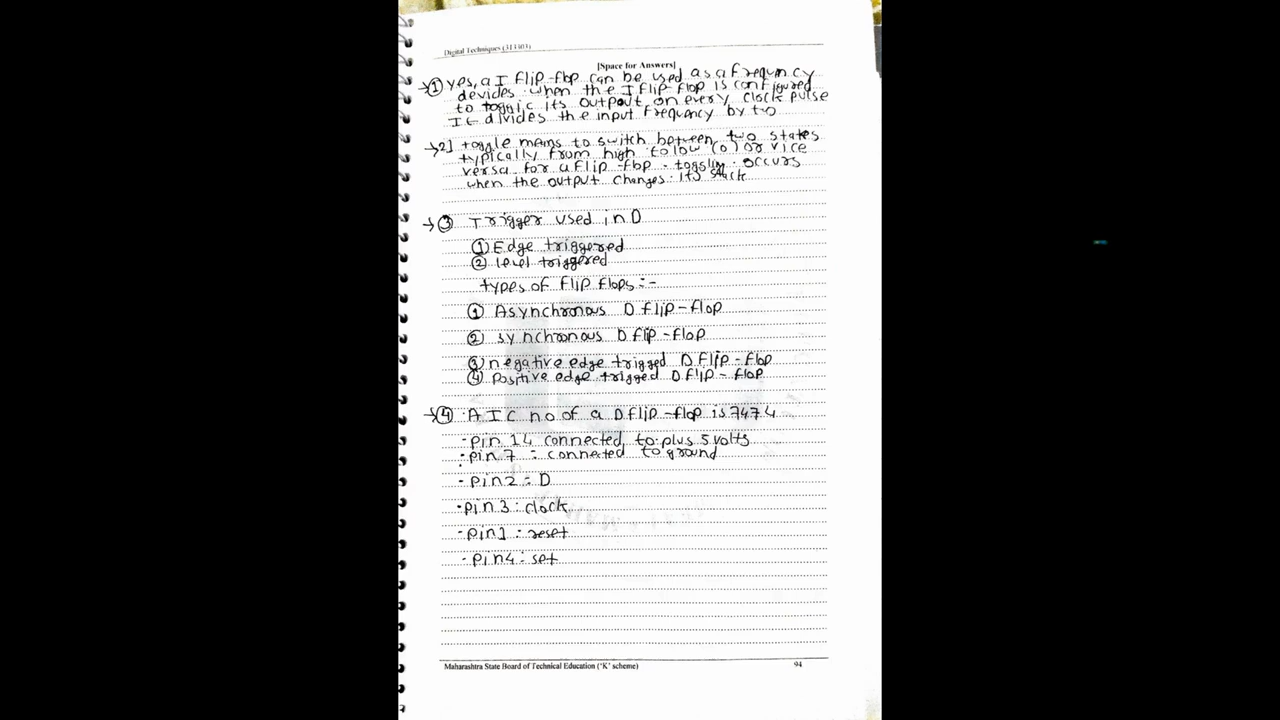 Digital Techniques (313303)
[Space for Answers]
→① yes, a I flip-flop can be used as a frequncy
devides when the I flip-flop is configured
to toggle its outpout on every clock pulse
It divides the input frequency by two
→2] toggle means to switch between two states
typically from high to low (0) or vice
versa for a flip-flop - toggling occurs
when the output changes its state
→③ Trigger used in D
① Edge triggered
② level triggered
types of flip flops :-
① Asynchronous D flip-flop
② synchronous D flip-flop
③ negative edge trigged D flip-flop
④ positive edge trigged D flip-flop
→④ A IC no of a D flip-flop is 7474
- pin 14 connected to plus 5 volts
- pin 7 : connected to ground
- pin 2 : D
- pin 3 : clock
- pin 1 : reset
- pin 4 : set
Maharashtra State Board of Technical Education ('K' scheme)
94